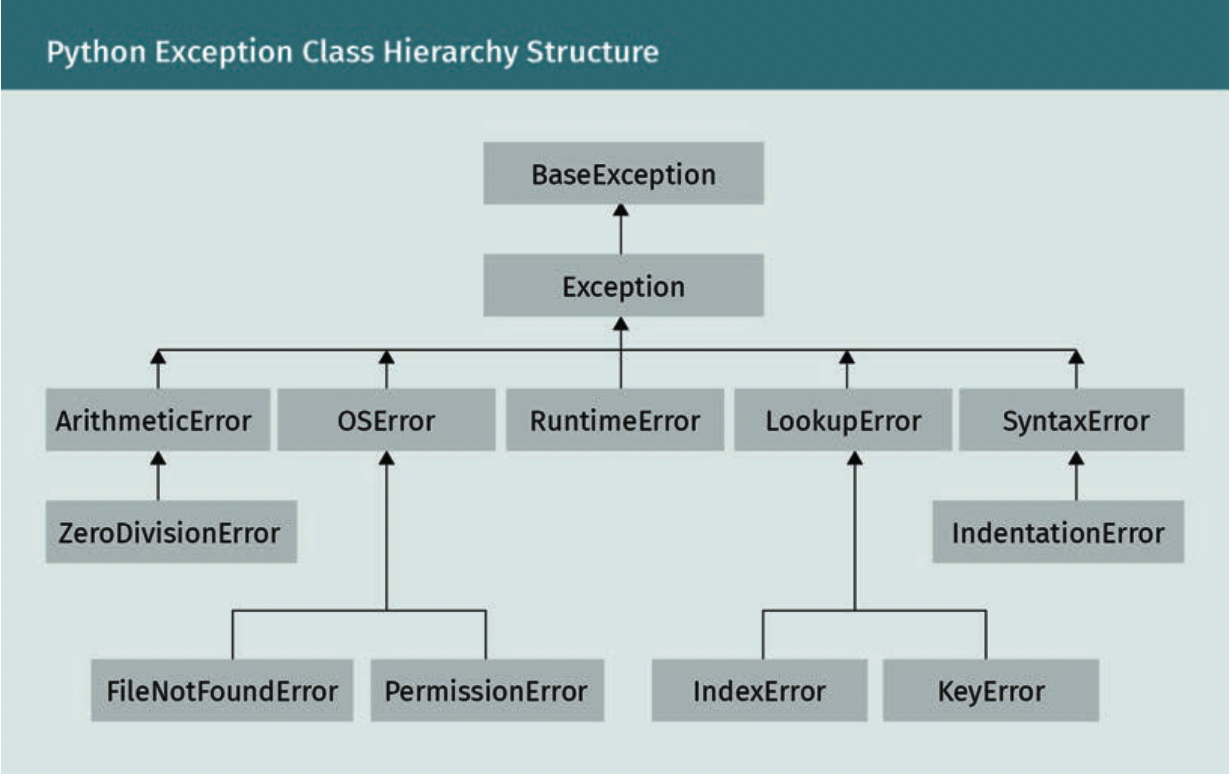 Python Exception Class Hierarchy Structure
BaseException
Exception
ArithmeticError
OSError
RuntimeError
LookupError
SyntaxError
ZeroDivisionError
IndentationError
FileNotFoundError
PermissionError
IndexError
KeyError